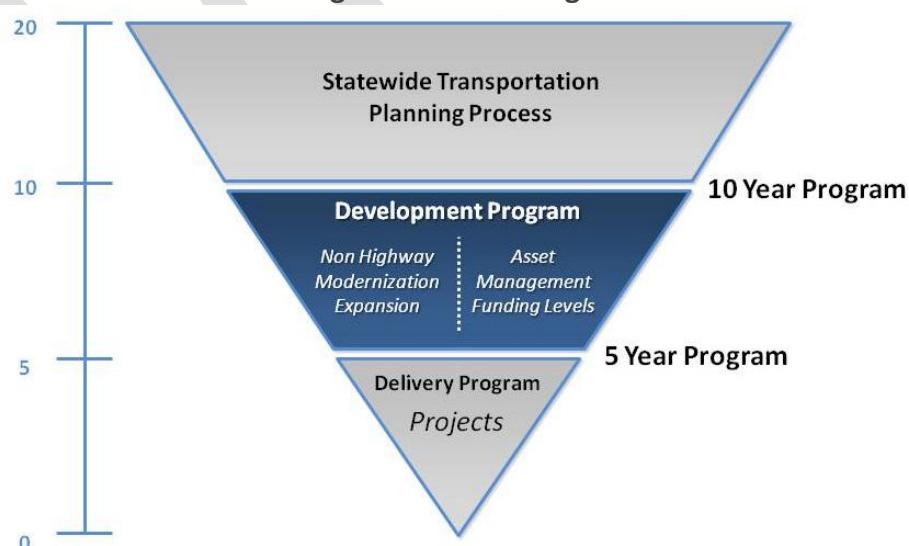 20
Statewide Transportation
Planning Process
10
10 Year Program
Development Program
Non Highway
Modernization
Expansion
Asset
Management
Funding Levels
5
5 Year Program
Delivery Program
Projects
0